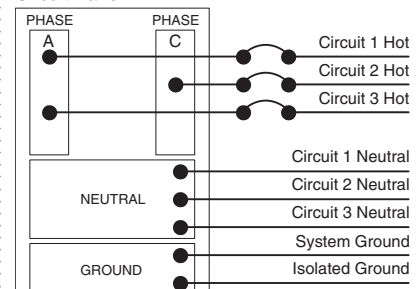 PHASE PHASE
A C
Circuit 1 Hot
Circuit 2 Hot
Circuit 3 Hot
Circuit 1 Neutral
NEUTRAL
Circuit 2 Neutral
Circuit 3 Neutral
System Ground
GROUND
Isolated Ground